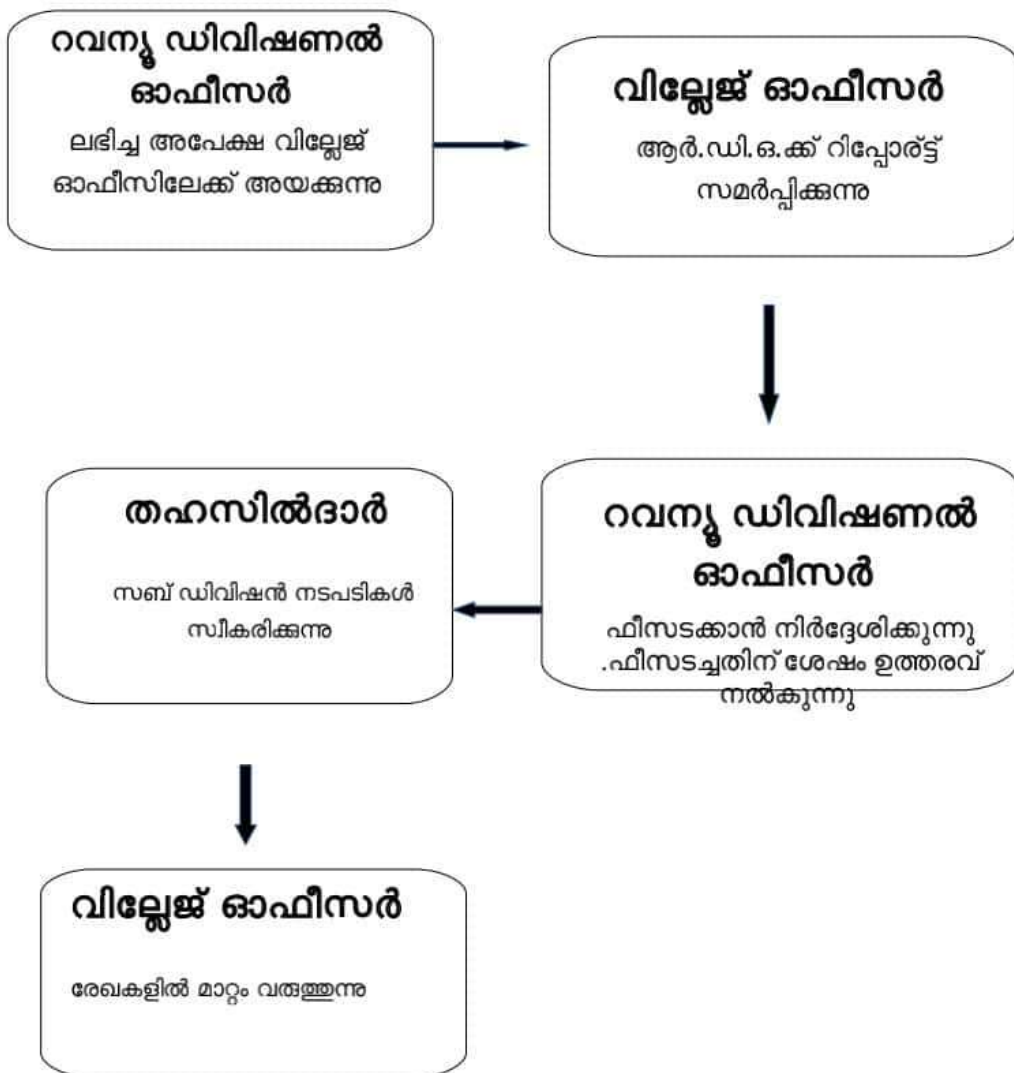 റവന്യൂ ഡിവിഷണൽ
ഓഫീസർ
ലഭിച്ച അപേക്ഷ വില്ലേജ്
ഓഫീസിലേക്ക് അയക്കുന്നു
വില്ലേജ് ഓഫീസർ
ആർ.ഡി.ഒ.ക്ക് റിപ്പോര്ട്ട്
സമർപ്പിക്കുന്നു
റവന്യൂ ഡിവിഷണൽ
ഓഫീസർ
ഫീസടക്കാൻ നിർദ്ദേശിക്കുന്നു
.ഫീസടച്ചതിന് ശേഷം ഉത്തരവ്
നൽകുന്നു
തഹസിൽദാർ
സബ് ഡിവിഷൻ നടപടികൾ
സ്വീകരിക്കുന്നു
വില്ലേജ് ഓഫീസർ
രേഖകളിൽ മാറ്റം വരുത്തുന്നു